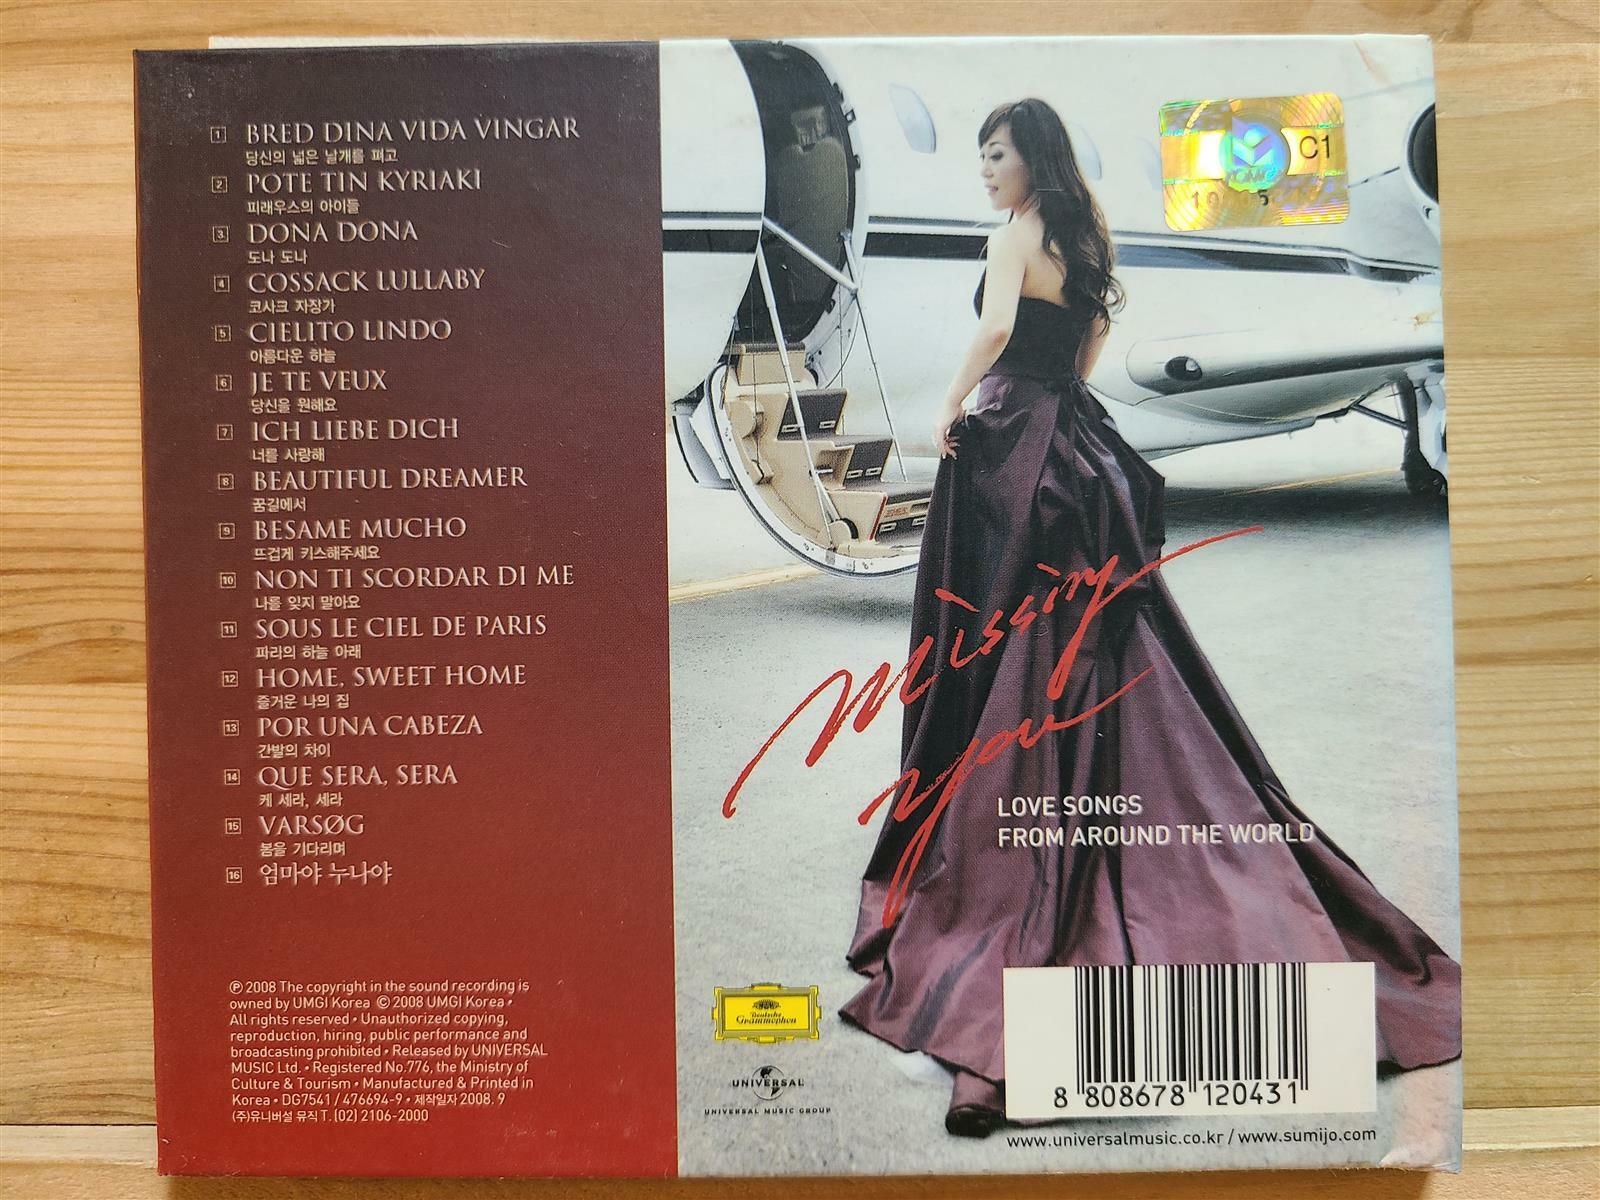 1 BRED DINA VIDA VINGAR
당신의 넓은 날개를 펴고
2 POTE TIN KYRIAKI
피래우스의 아이들
3 DONA DONA
도나 도나
4 COSSACK LULLABY
코사크 자장가
5 CIELITO LINDO
아름다운 하늘
6 JE TE VEUX
당신을 원해요
7 ICH LIEBE DICH
너를 사랑해
8 BEAUTIFUL DREAMER
꿈길에서
9 BESAME MUCHO
뜨겁게 키스해주세요
10 NON TI SCORDAR DI ME
나를 잊지 말아요
11 SOUS LE CIEL DE PARIS
파리의 하늘 아래
12 HOME, SWEET HOME
즐거운 나의 집
13 POR UNA CABEZA
간발의 차이
14 QUE SERA, SERA
케 세라, 세라
15 VARSØG
봄을 기다리며
16 엄마야 누나야
℗ 2008 The copyright in the sound recording is
owned by UMGI Korea © 2008 UMGI Korea •
All rights reserved • Unauthorized copying,
reproduction, hiring, public performance and
broadcasting prohibited • Released by UNIVERSAL
MUSIC Ltd. • Registered No.776, the Ministry of
Culture & Tourism • Manufactured & Printed in
Korea • DG7541 / 476694-9 • 제작일자 2008. 9
(주)유니버설 뮤직 T. (02) 2106-2000
C1
missing
you
LOVE SONGS
FROM AROUND THE WORLD
Deutsche
Grammophon
UNIVERSAL
UNIVERSAL MUSIC GROUP
8 808678 120431
www.universalmusic.co.kr / www.sumijo.com